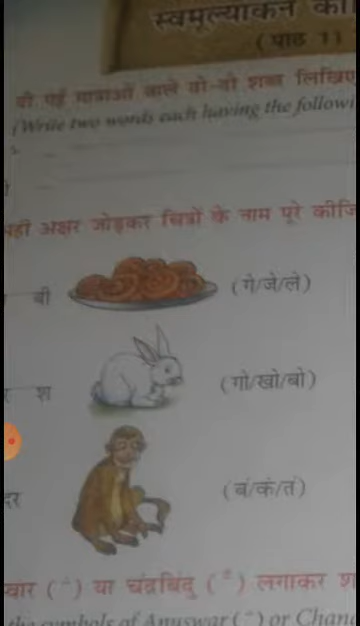 स्वमूल्यांकन की
(पाठ 1)
दी गई मात्राओं वाले दो-दो शब्द लिखिए
(Write two words each having the followi
सही अक्षर जोड़कर चित्रों के नाम पूरे कीजि
बी (गे/जे/ले)
श (गो/खो/बो)
दर (बं/कं/तं)
स्वार (ं) या चंद्रबिंदु (ँ) लगाकर श
the symbols of Anuswar (ं) or Chand